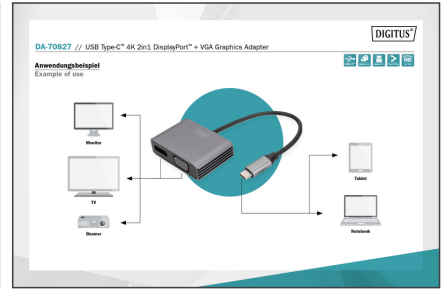 DIGITUS®
DA-70827 // USB Type-C™ 4K 2in1 DisplayPort™ + VGA Graphics Adapter
Anwendungsbeispiel
Example of use
Monitor
TV
Beamer
Tablet
Notebook